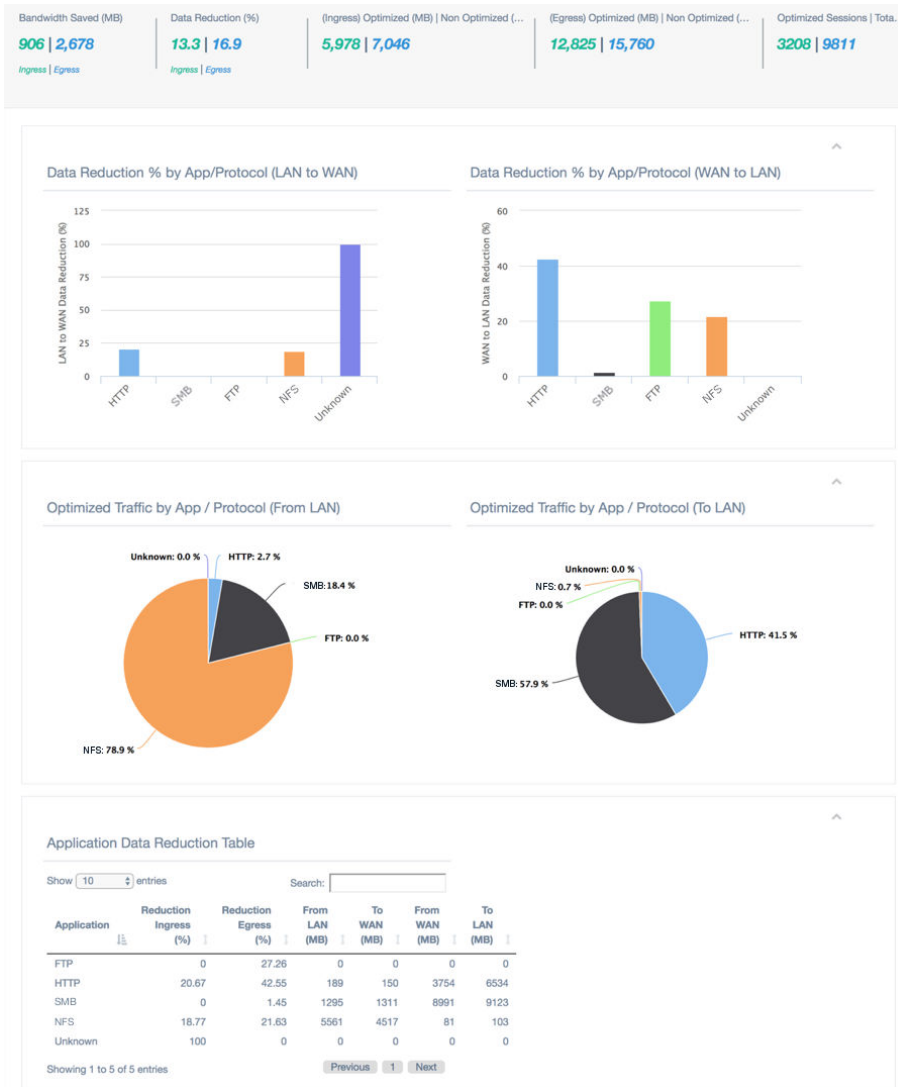 Bandwidth Saved (MB)
906 | 2,678
Ingress | Egress
Data Reduction (%)
13.3 | 16.9
Ingress | Egress
(Ingress) Optimized (MB) | Non Optimized (...
5,978 | 7,046
(Egress) Optimized (MB) | Non Optimized (...
12,825 | 15,760
Optimized Sessions | Tota.
3208 | 9811
Data Reduction % by App/Protocol (LAN to WAN)
LAN to WAN Data Reduction (%)
125
100
75
50
25
0
HTTP
SMB
FTP
NFS
Unknown
Data Reduction % by App/Protocol (WAN to LAN)
WAN to LAN Data Reduction (%)
60
40
20
0
HTTP
SMB
FTP
NFS
Unknown
Optimized Traffic by App / Protocol (From LAN)
Unknown: 0.0 %
HTTP: 2.7 %
SMB: 18.4 %
FTP: 0.0 %
NFS: 78.9 %
Optimized Traffic by App / Protocol (To LAN)
Unknown: 0.0 %
NFS: 0.7 %
FTP: 0.0 %
HTTP: 41.5 %
SMB: 57.9 %
Application Data Reduction Table
Show 10 entries
Search:
Application Reduction Ingress (%) Reduction Egress (%) From LAN (MB) To WAN (MB) From WAN (MB) To LAN (MB)
FTP 0 27.26 0 0 0 0
HTTP 20.67 42.55 189 150 3754 6534
SMB 0 1.45 1295 1311 8991 9123
NFS 18.77 21.63 5561 4517 81 103
Unknown 100 0 0 0 0 0
Showing 1 to 5 of 5 entries
Previous 1 Next